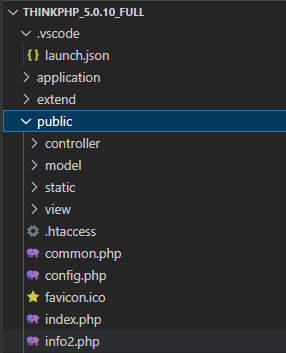 THINKPHP_5.0.10_FULL
.vscode
launch.json
application
extend
public
controller
model
static
view
.htaccess
common.php
config.php
favicon.ico
index.php
info2.php